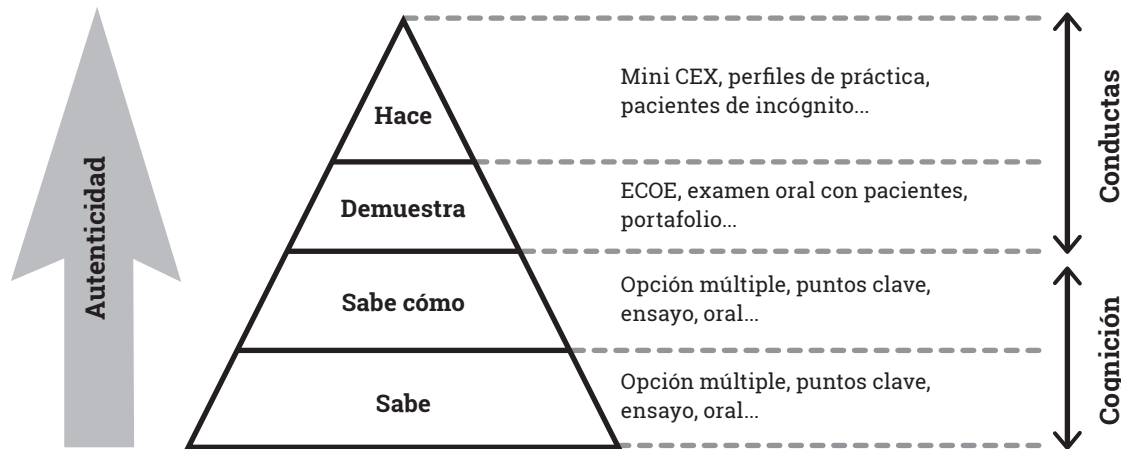 Autenticidad
Hace
Mini CEX, perfiles de práctica,
pacientes de incógnito...
Demuestra
ECOE, examen oral con pacientes,
portafolio...
Conductas
Sabe cómo
Opción múltiple, puntos clave,
ensayo, oral...
Sabe
Opción múltiple, puntos clave,
ensayo, oral...
Cognición